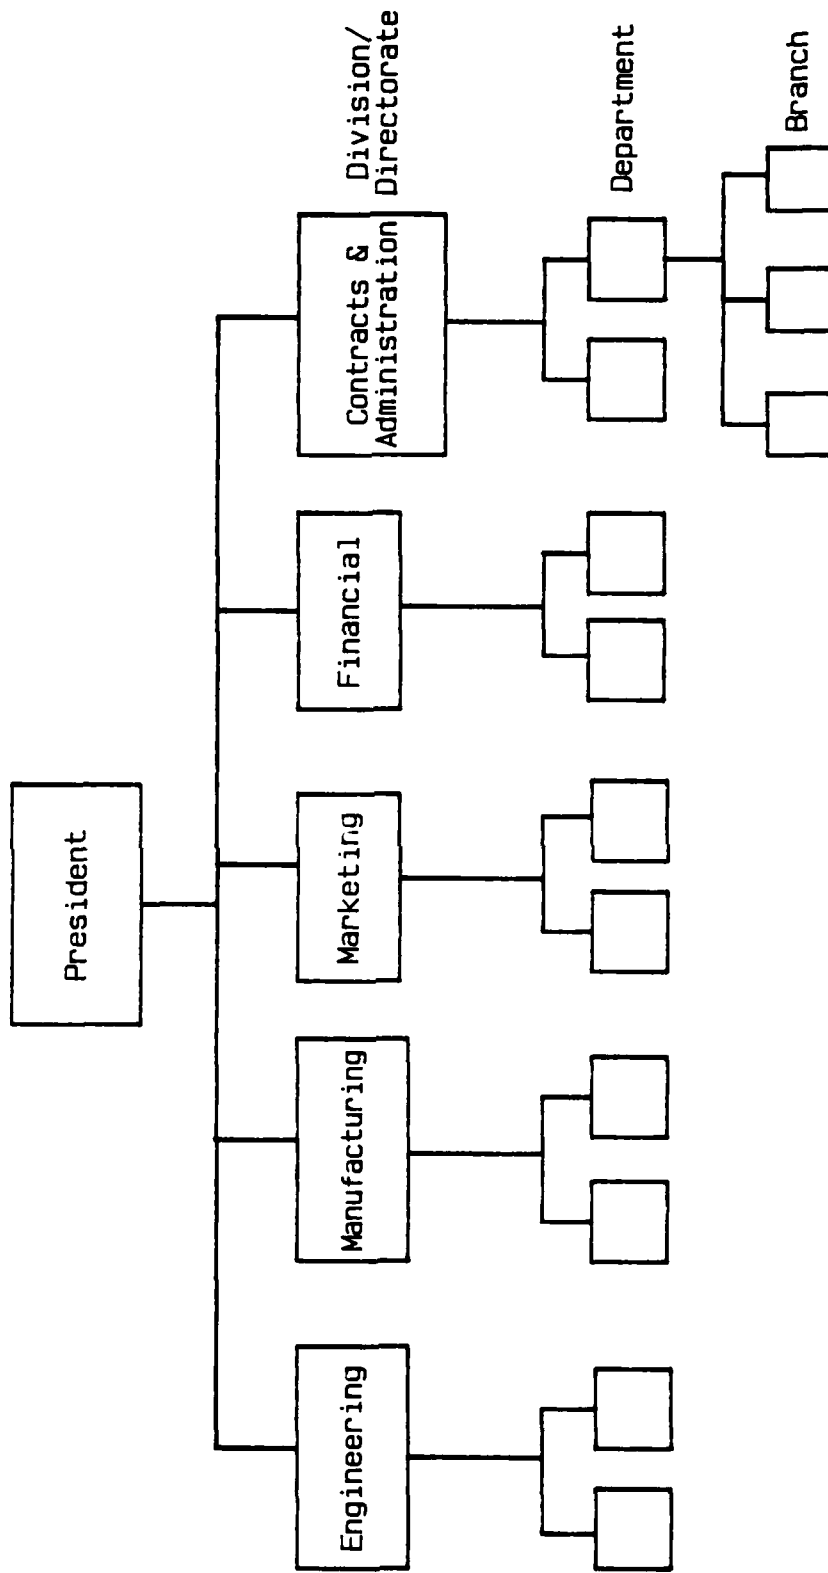 President
Engineering
Manufacturing
Marketing
Financial
Contracts &
Administration
Division/
Directorate
Department
Branch